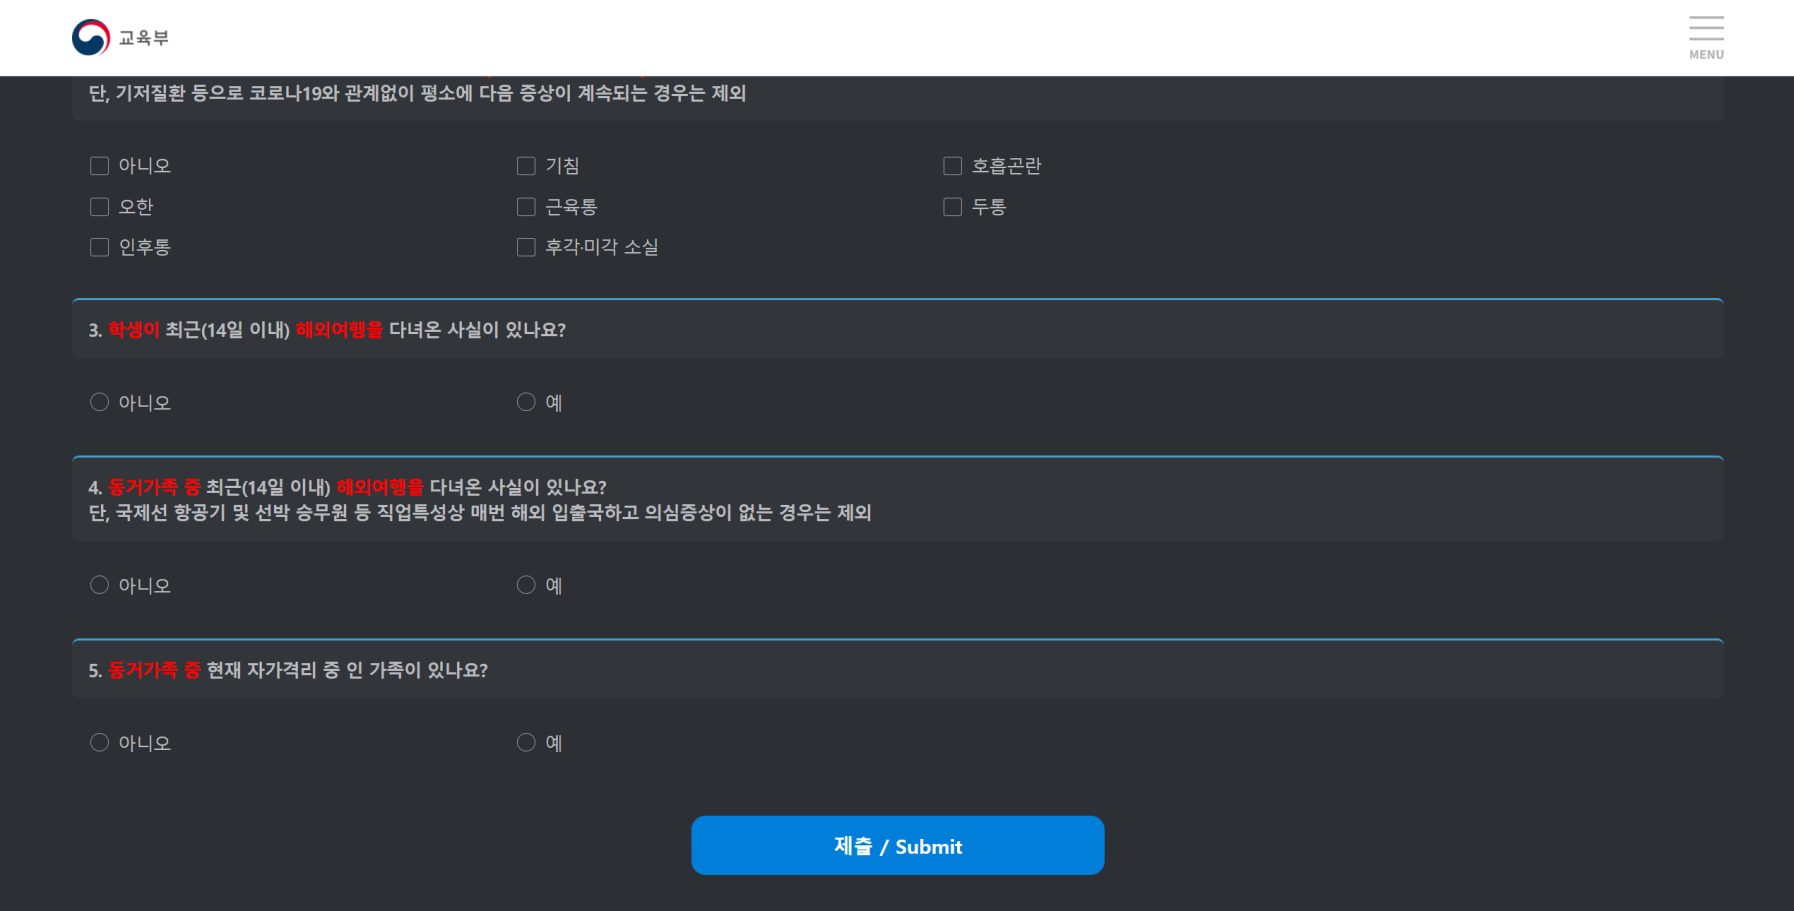 교육부
MENU
단, 기저질환 등으로 코로나19와 관계없이 평소에 다음 증상이 계속되는 경우는 제외
아니오
기침
호흡곤란
오한
근육통
두통
인후통
후각·미각 소실
3. 학생이 최근(14일 이내) 해외여행을 다녀온 사실이 있나요?
아니오
예
4. 동거가족 중 최근(14일 이내) 해외여행을 다녀온 사실이 있나요?
단, 국제선 항공기 및 선박 승무원 등 직업특성상 매번 해외 입출국하고 의심증상이 없는 경우는 제외
아니오
예
5. 동거가족 중 현재 자가격리 중 인 가족이 있나요?
아니오
예
제출 / Submit